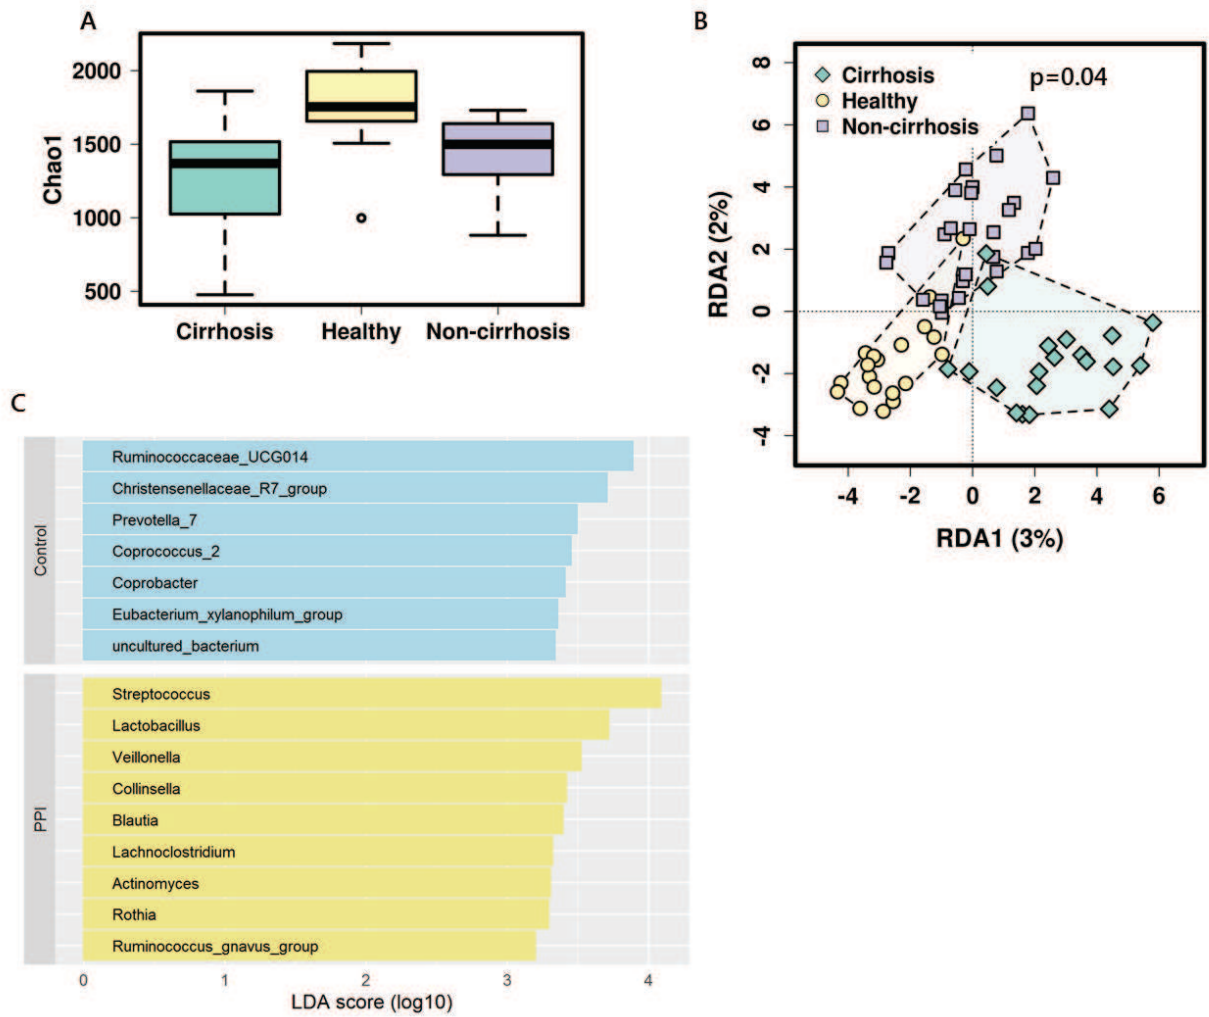 A
Chao1
2000
1500
1000
500
Cirrhosis Healthy Non-cirrhosis
B
Cirrhosis
Healthy
Non-cirrhosis
p=0.04
RDA2 (2%)
8
6
4
2
0
-2
-4
-4 -2 0 2 4 6
RDA1 (3%)
C
Control
Ruminococcaceae_UCG014
Christensenellaceae_R7_group
Prevotella_7
Coprococcus_2
Coprobacter
Eubacterium_xylanophilum_group
uncultured_bacterium
PPI
Streptococcus
Lactobacillus
Veillonella
Collinsella
Blautia
Lachnoclostridium
Actinomyces
Rothia
Ruminococcus_gnavus_group
0 1 2 3 4
LDA score (log10)